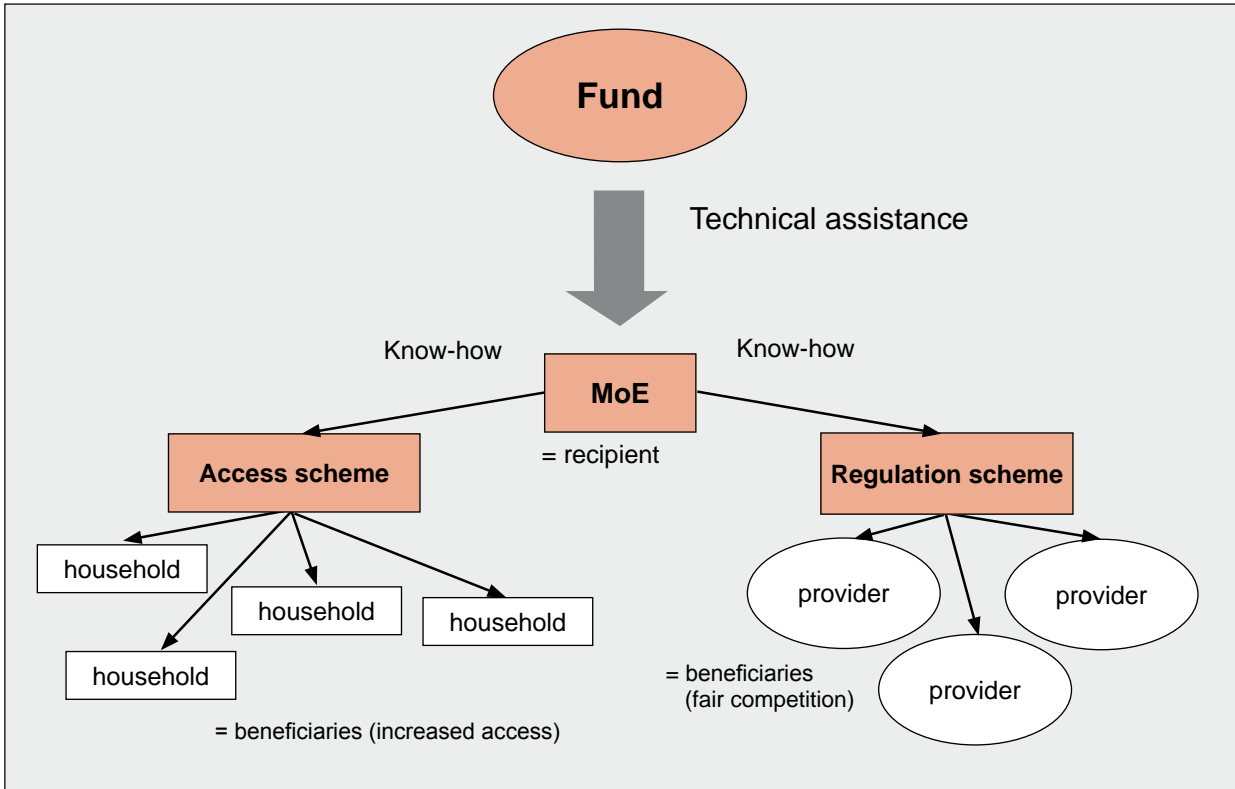 Fund
Technical assistance
Know-how
Know-how
MoE
= recipient
Access scheme
Regulation scheme
household
household
household
household
= beneficiaries (increased access)
provider
provider
provider
= beneficiaries
(fair competition)